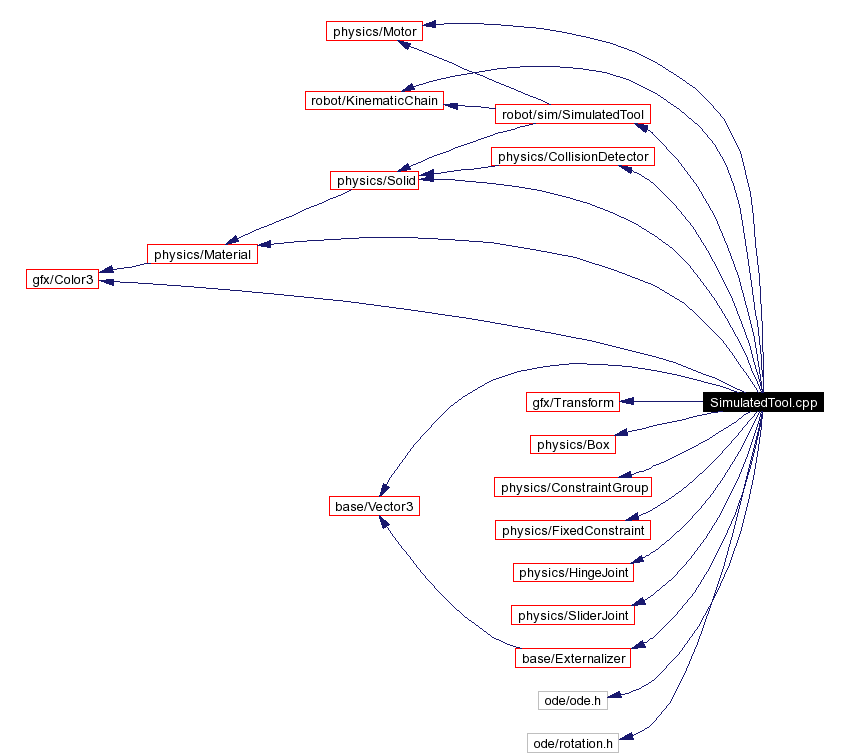 physics/Motor
robot/KinematicChain
robot/sim/SimulatedTool
physics/CollisionDetector
physics/Solid
physics/Material
gfx/Color3
gfx/Transform
SimulatedTool.cpp
physics/Box
physics/ConstraintGroup
base/Vector3
physics/FixedConstraint
physics/HingeJoint
physics/SliderJoint
base/Externalizer
ode/ode.h
ode/rotation.h